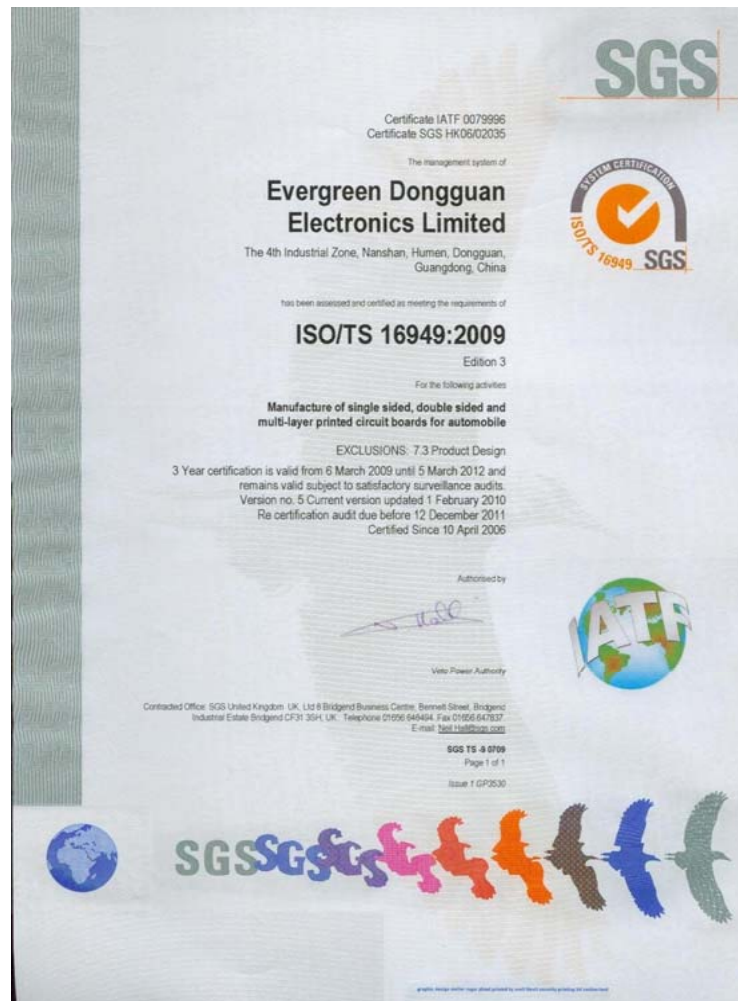 SGS
Certificate IATF 0079996
Certificate SGS HK06/02035
The management system of
Evergreen Dongguan
Electronics Limited
The 4th Industrial Zone, Nanshan, Humen, Dongguan,
Guangdong, China
SYSTEM CERTIFICATION
ISO/TS 16949
SGS
has been assessed and certified as meeting the requirements of
ISO/TS 16949:2009
Edition 3
For the following activities
Manufacture of single sided, double sided and
multi-layer printed circuit boards for automobile
EXCLUSIONS: 7.3 Product Design
3 Year certification is valid from 6 March 2009 until 5 March 2012 and
remains valid subject to satisfactory surveillance audits.
Version no. 5 Current version updated 1 February 2010
Re certification audit due before 12 December 2011
Certified Since 10 April 2006
Authorised by
IATF
Veto Power Authority
Contracted Office: SGS United Kingdom UK, Ltd 8 Bridgend Business Centre, Bennett Street, Bridgend
Industrial Estate Bridgend CF31 3SH, UK. Telephone 01656 646494. Fax 01656 647837.
E-mail: Neil.Hall@sgs.com
SGS TS -9 0709
Page 1 of 1
Issue 1 GP3530
SGSSGSSGS